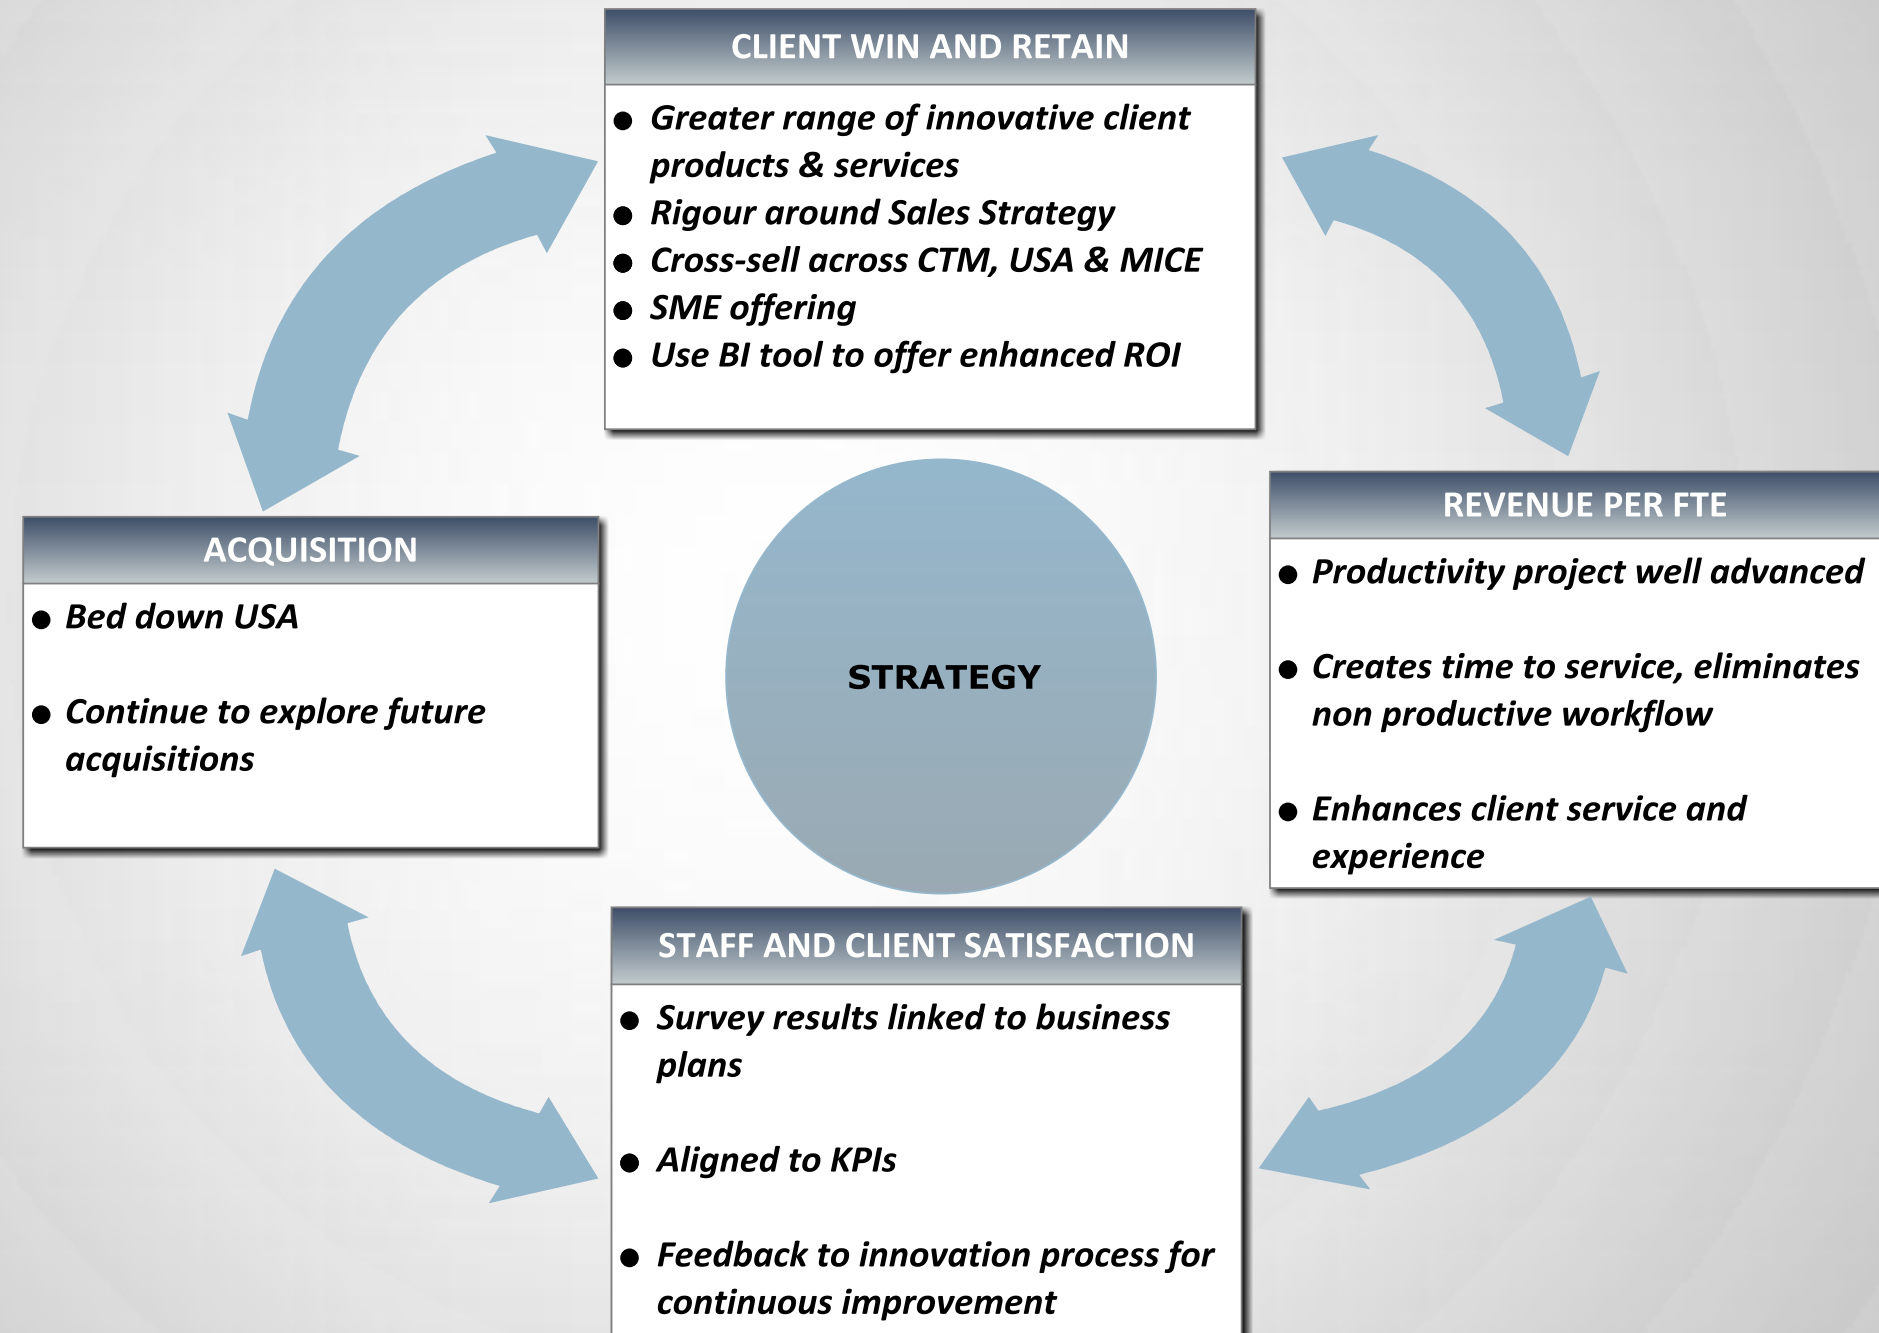 CLIENT WIN AND RETAIN
● Greater range of innovative client
products & services
● Rigour around Sales Strategy
● Cross-sell across CTM, USA & MICE
● SME offering
● Use BI tool to offer enhanced ROI
ACQUISITION
● Bed down USA
● Continue to explore future
acquisitions
STRATEGY
REVENUE PER FTE
● Productivity project well advanced
● Creates time to service, eliminates
non productive workflow
● Enhances client service and
experience
STAFF AND CLIENT SATISFACTION
● Survey results linked to business
plans
● Aligned to KPIs
● Feedback to innovation process for
continuous improvement